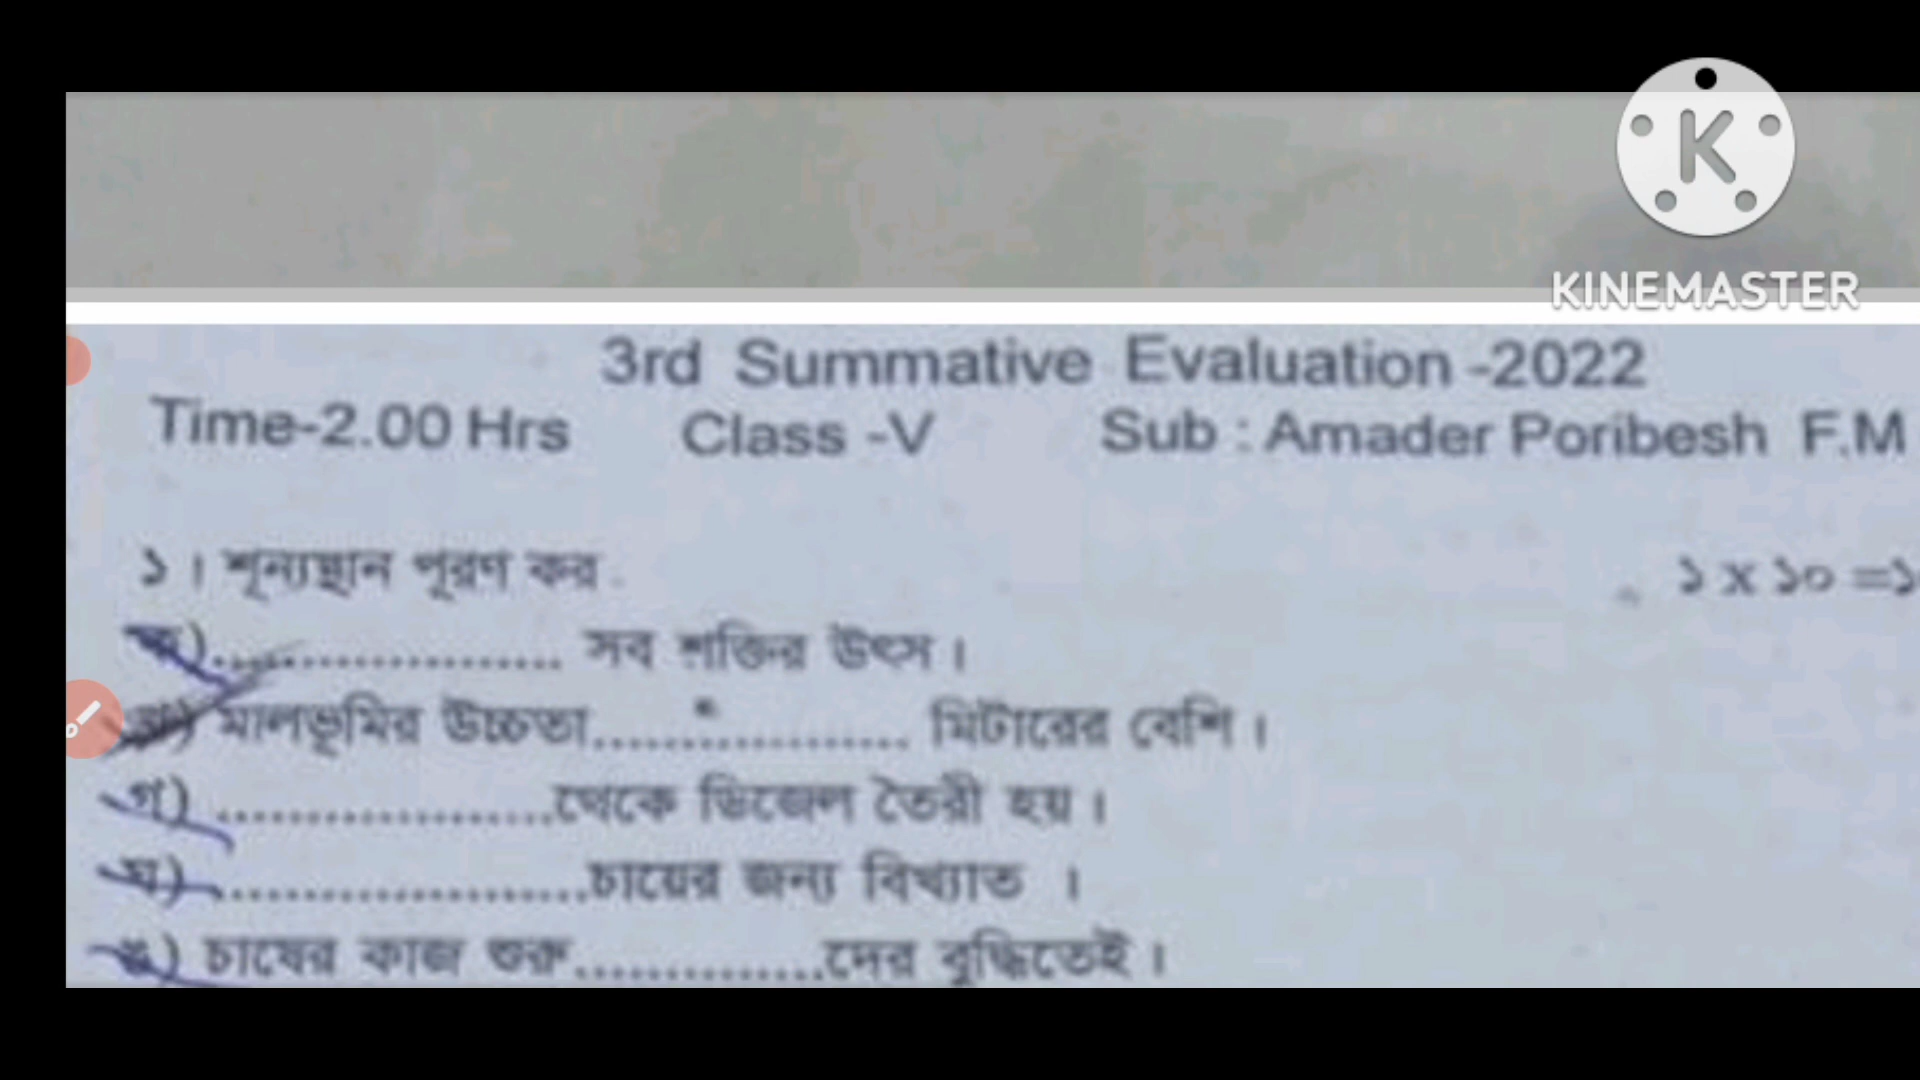 K
KINEMASTER
3rd Summative Evaluation -2022
Time-2.00 Hrs Class -V Sub : Amader Poribesh F.M
১। শূন্যস্থান পূরণ কর
১ x ১০ =১
ক).................... সব শক্তির উৎস।
খ) মালভূমির উচ্চতা.................. মিটারের বেশি।
গ) ....................থেকে ডিজেল তৈরী হয়।
ঘ)......................চায়ের জন্য বিখ্যাত ।
ঙ) চাষের কাজ শুরু..............দের বুদ্ধিতেই।